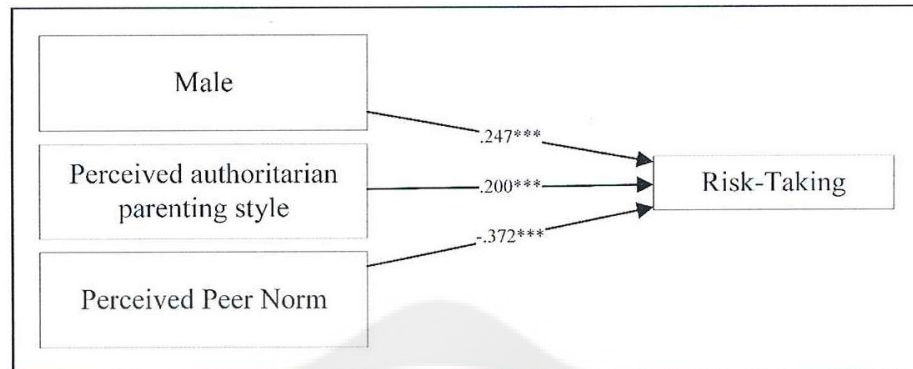 Male
.247***
Perceived authoritarian
parenting style
.200***
Risk-Taking
-.372***
Perceived Peer Norm